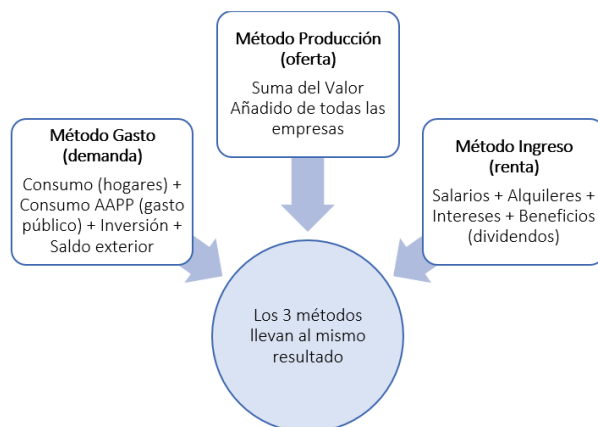 Método Producción
(oferta)
Suma del Valor
Añadido de todas las
empresas
Método Gasto
(demanda)
Consumo (hogares) +
Consumo AAPP (gasto
público) + Inversión +
Saldo exterior
Método Ingreso
(renta)
Salarios + Alquileres +
Intereses + Beneficios
(dividendos)
Los 3 métodos
llevan al mismo
resultado